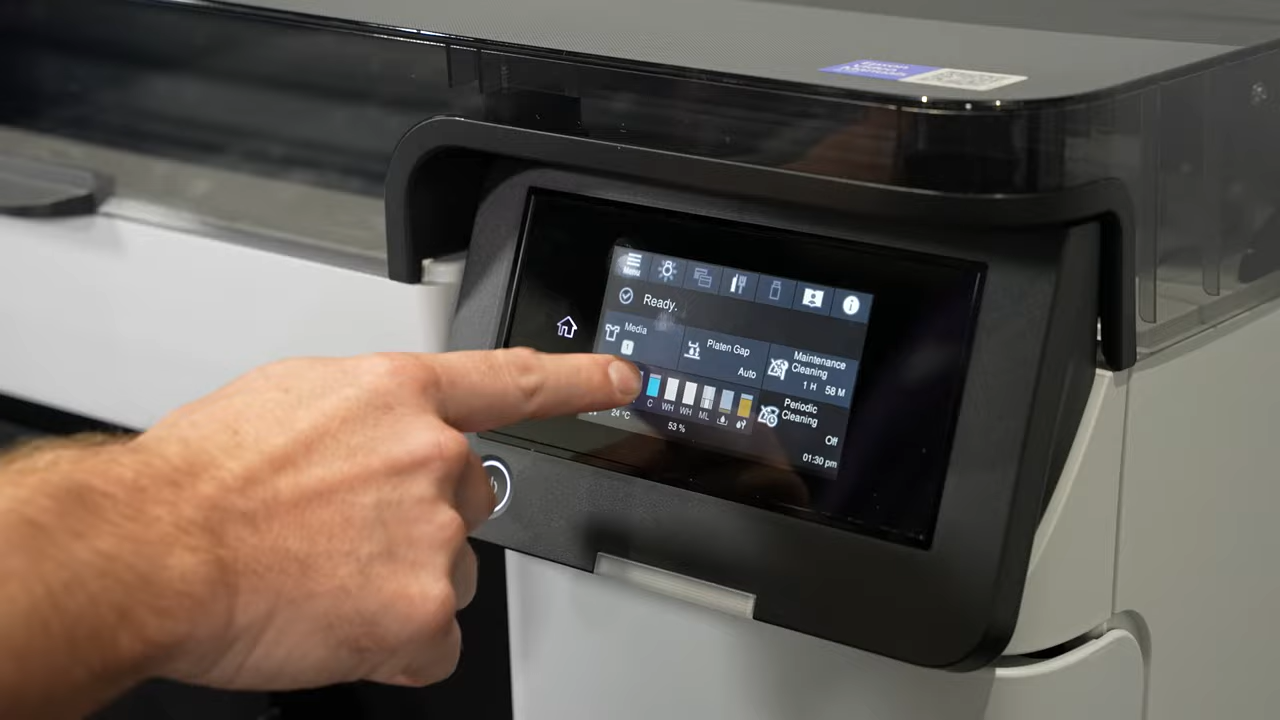 Menu
Ready.
Media
1
Platen Gap
Auto
Maintenance
Cleaning
1 H 58 M
C
WH
WH
ML
24 °C
53 %
Periodic
Cleaning
Off
01:30 pm